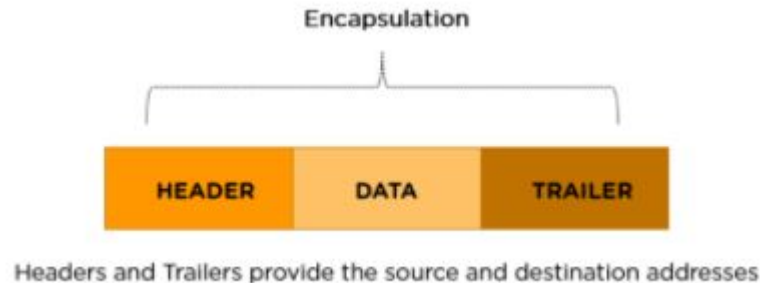 Encapsulation
HEADER DATA TRAILER
Headers and Trailers provide the source and destination addresses